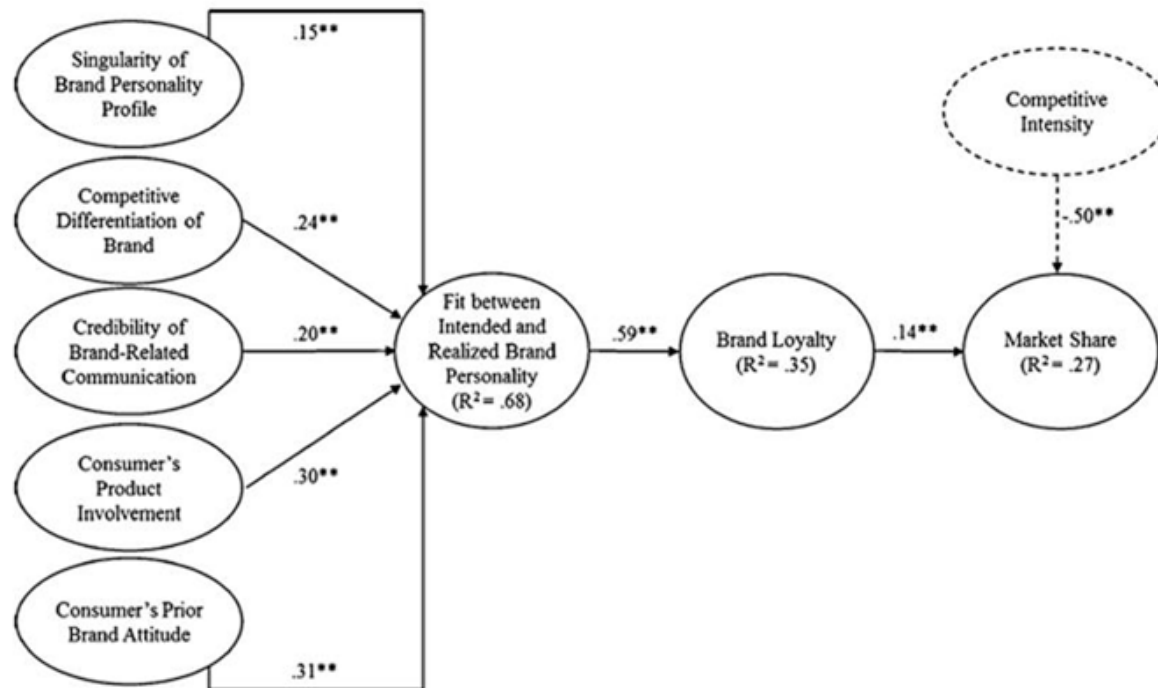 Singularity of
Brand Personality
Profile
.15**
Competitive
Differentiation of
Brand
.24**
Credibility of
Brand-Related
Communication
.20**
Consumer's
Product
Involvement
.30**
Consumer's Prior
Brand Attitude
.31**
Fit between
Intended and
Realized Brand
Personality
(R² = .68)
.59**
Brand Loyalty
(R² = .35)
.14**
Competitive
Intensity
-.50**
Market Share
(R² = .27)